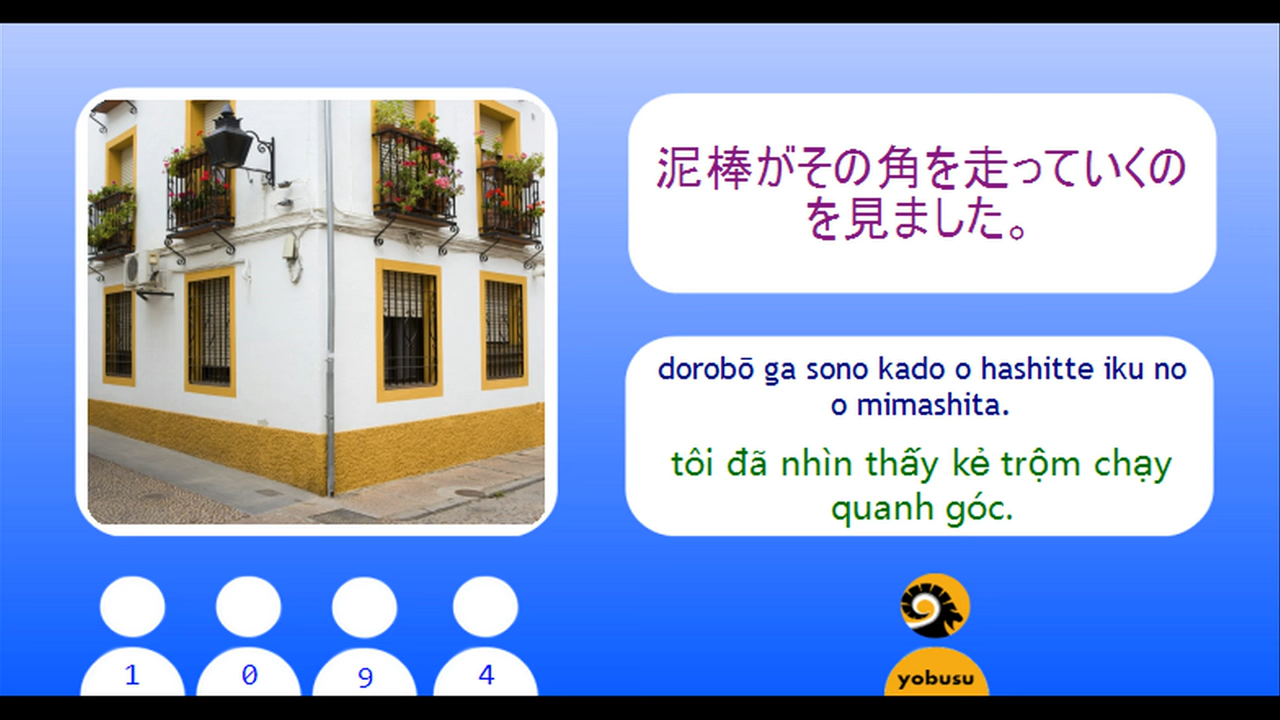 泥棒がその角を走っていくの
を見ました。
dorobō ga sono kado o hashitte iku no
o mimashita.
tôi đã nhìn thấy kẻ trộm chạy
quanh góc.
1 0 9 4
yobusu